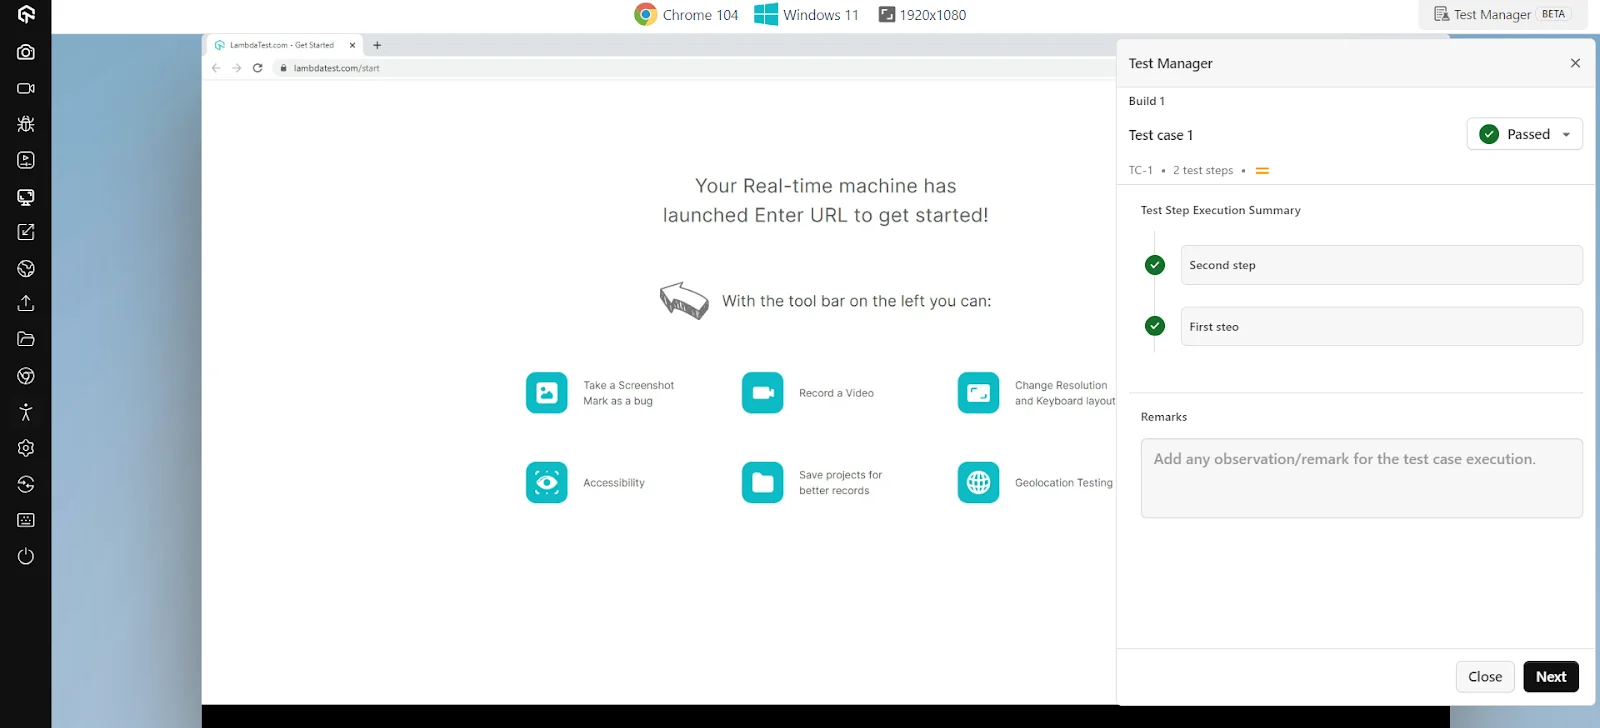 Chrome 104
Windows 11
1920x1080
Test Manager BETA
LambdaTest.com - Get Started
lambdatest.com/start
Your Real-time machine has
launched Enter URL to get started!
With the tool bar on the left you can:
Take a Screenshot
Mark as a bug
Record a Video
Change Resolution
and Keyboard layout
Accessibility
Save projects for
better records
Geolocation Testing
Test Manager
Build 1
Test case 1
Passed
TC-1 • 2 test steps •
Test Step Execution Summary
Second step
First steo
Remarks
Add any observation/remark for the test case execution.
Close
Next